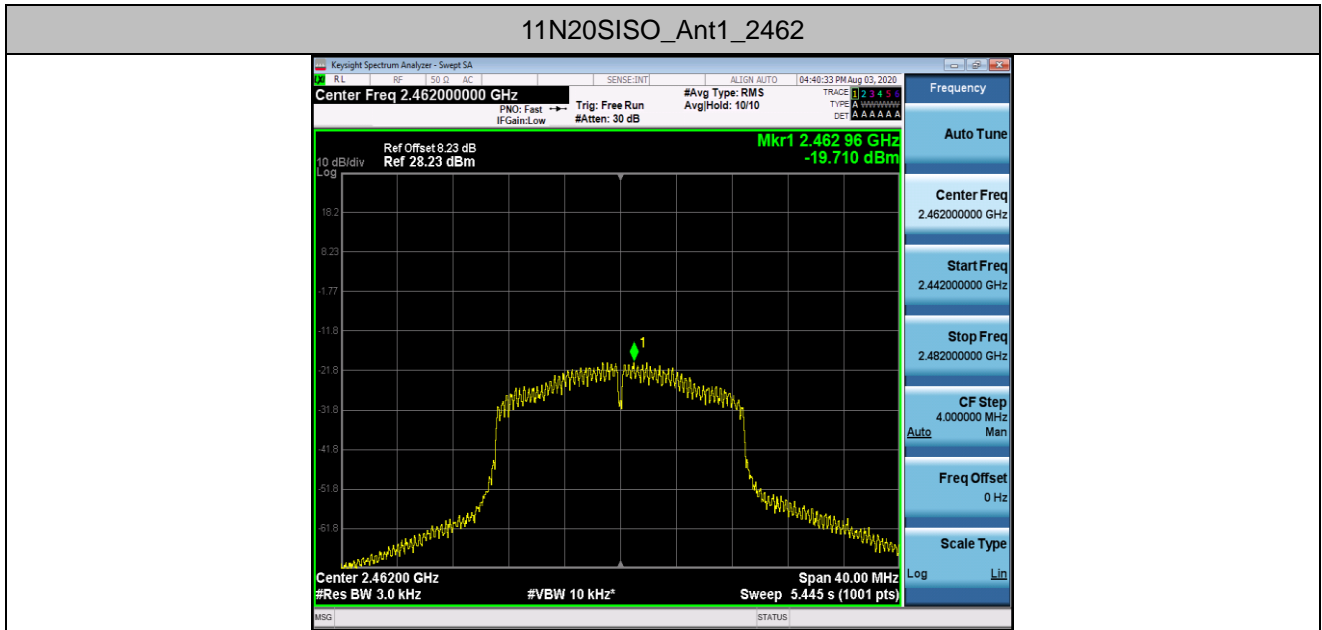 11N20SISO_Ant1_2462
Keysight Spectrum Analyzer - Swept SA
RL RF 50 Ω AC SENSE:INT ALIGN AUTO 04:40:33 PM Aug 03, 2020
Center Freq 2.462000000 GHz
PNO: Fast
IFGain:Low
Trig: Free Run
#Atten: 30 dB
#Avg Type: RMS
Avg|Hold: 10/10
TRACE 1 2 3 4 5 6
TYPE A WWWWW
DET A A A A A A
Frequency
Mkr1 2.462 96 GHz
-19.710 dBm
Ref Offset 8.23 dB
10 dB/div Ref 28.23 dBm
Log
18.2
8.23
-1.77
-11.8
-21.8
-31.8
-41.8
-51.8
-61.8
1
Center 2.46200 GHz
Span 40.00 MHz
#Res BW 3.0 kHz
#VBW 10 kHz*
Sweep 5.445 s (1001 pts)
MSG
STATUS
Auto Tune
Center Freq
2.462000000 GHz
Start Freq
2.442000000 GHz
Stop Freq
2.482000000 GHz
CF Step
4.000000 MHz
Auto Man
Freq Offset
0 Hz
Scale Type
Log Lin